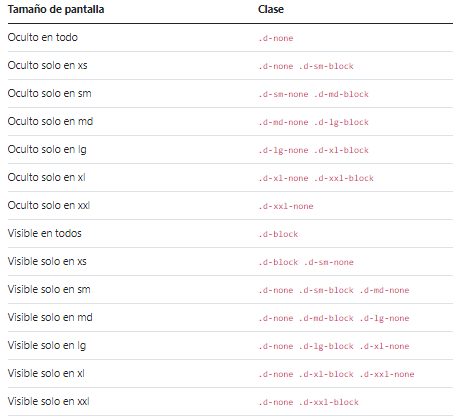 Tamaño de pantalla Clase
Oculto en todo .d-none
Oculto solo en xs .d-none .d-sm-block
Oculto solo en sm .d-sm-none .d-md-block
Oculto solo en md .d-md-none .d-lg-block
Oculto solo en lg .d-lg-none .d-xl-block
Oculto solo en xl .d-xl-none .d-xxl-block
Oculto solo en xxl .d-xxl-none
Visible en todos .d-block
Visible solo en xs .d-block .d-sm-none
Visible solo en sm .d-none .d-sm-block .d-md-none
Visible solo en md .d-none .d-md-block .d-lg-none
Visible solo en lg .d-none .d-lg-block .d-xl-none
Visible solo en xl .d-none .d-xl-block .d-xxl-none
Visible solo en xxl .d-none .d-xxl-block